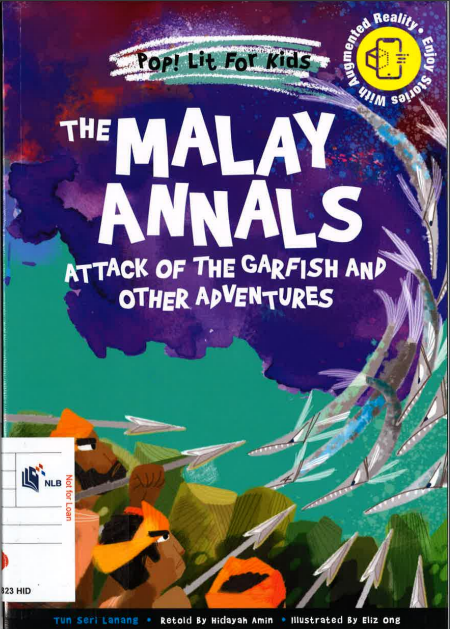 Pop! Lit For Kids
Enjoy Stories With Augmented Reality
THE MALAY
ANNALS
ATTACK OF THE GARFISH AND
OTHER ADVENTURES
NLB
Not for Loan
823 HID
Tun Seri Lanang • Retold By Hidayah Amin • Illustrated By Eliz Ong